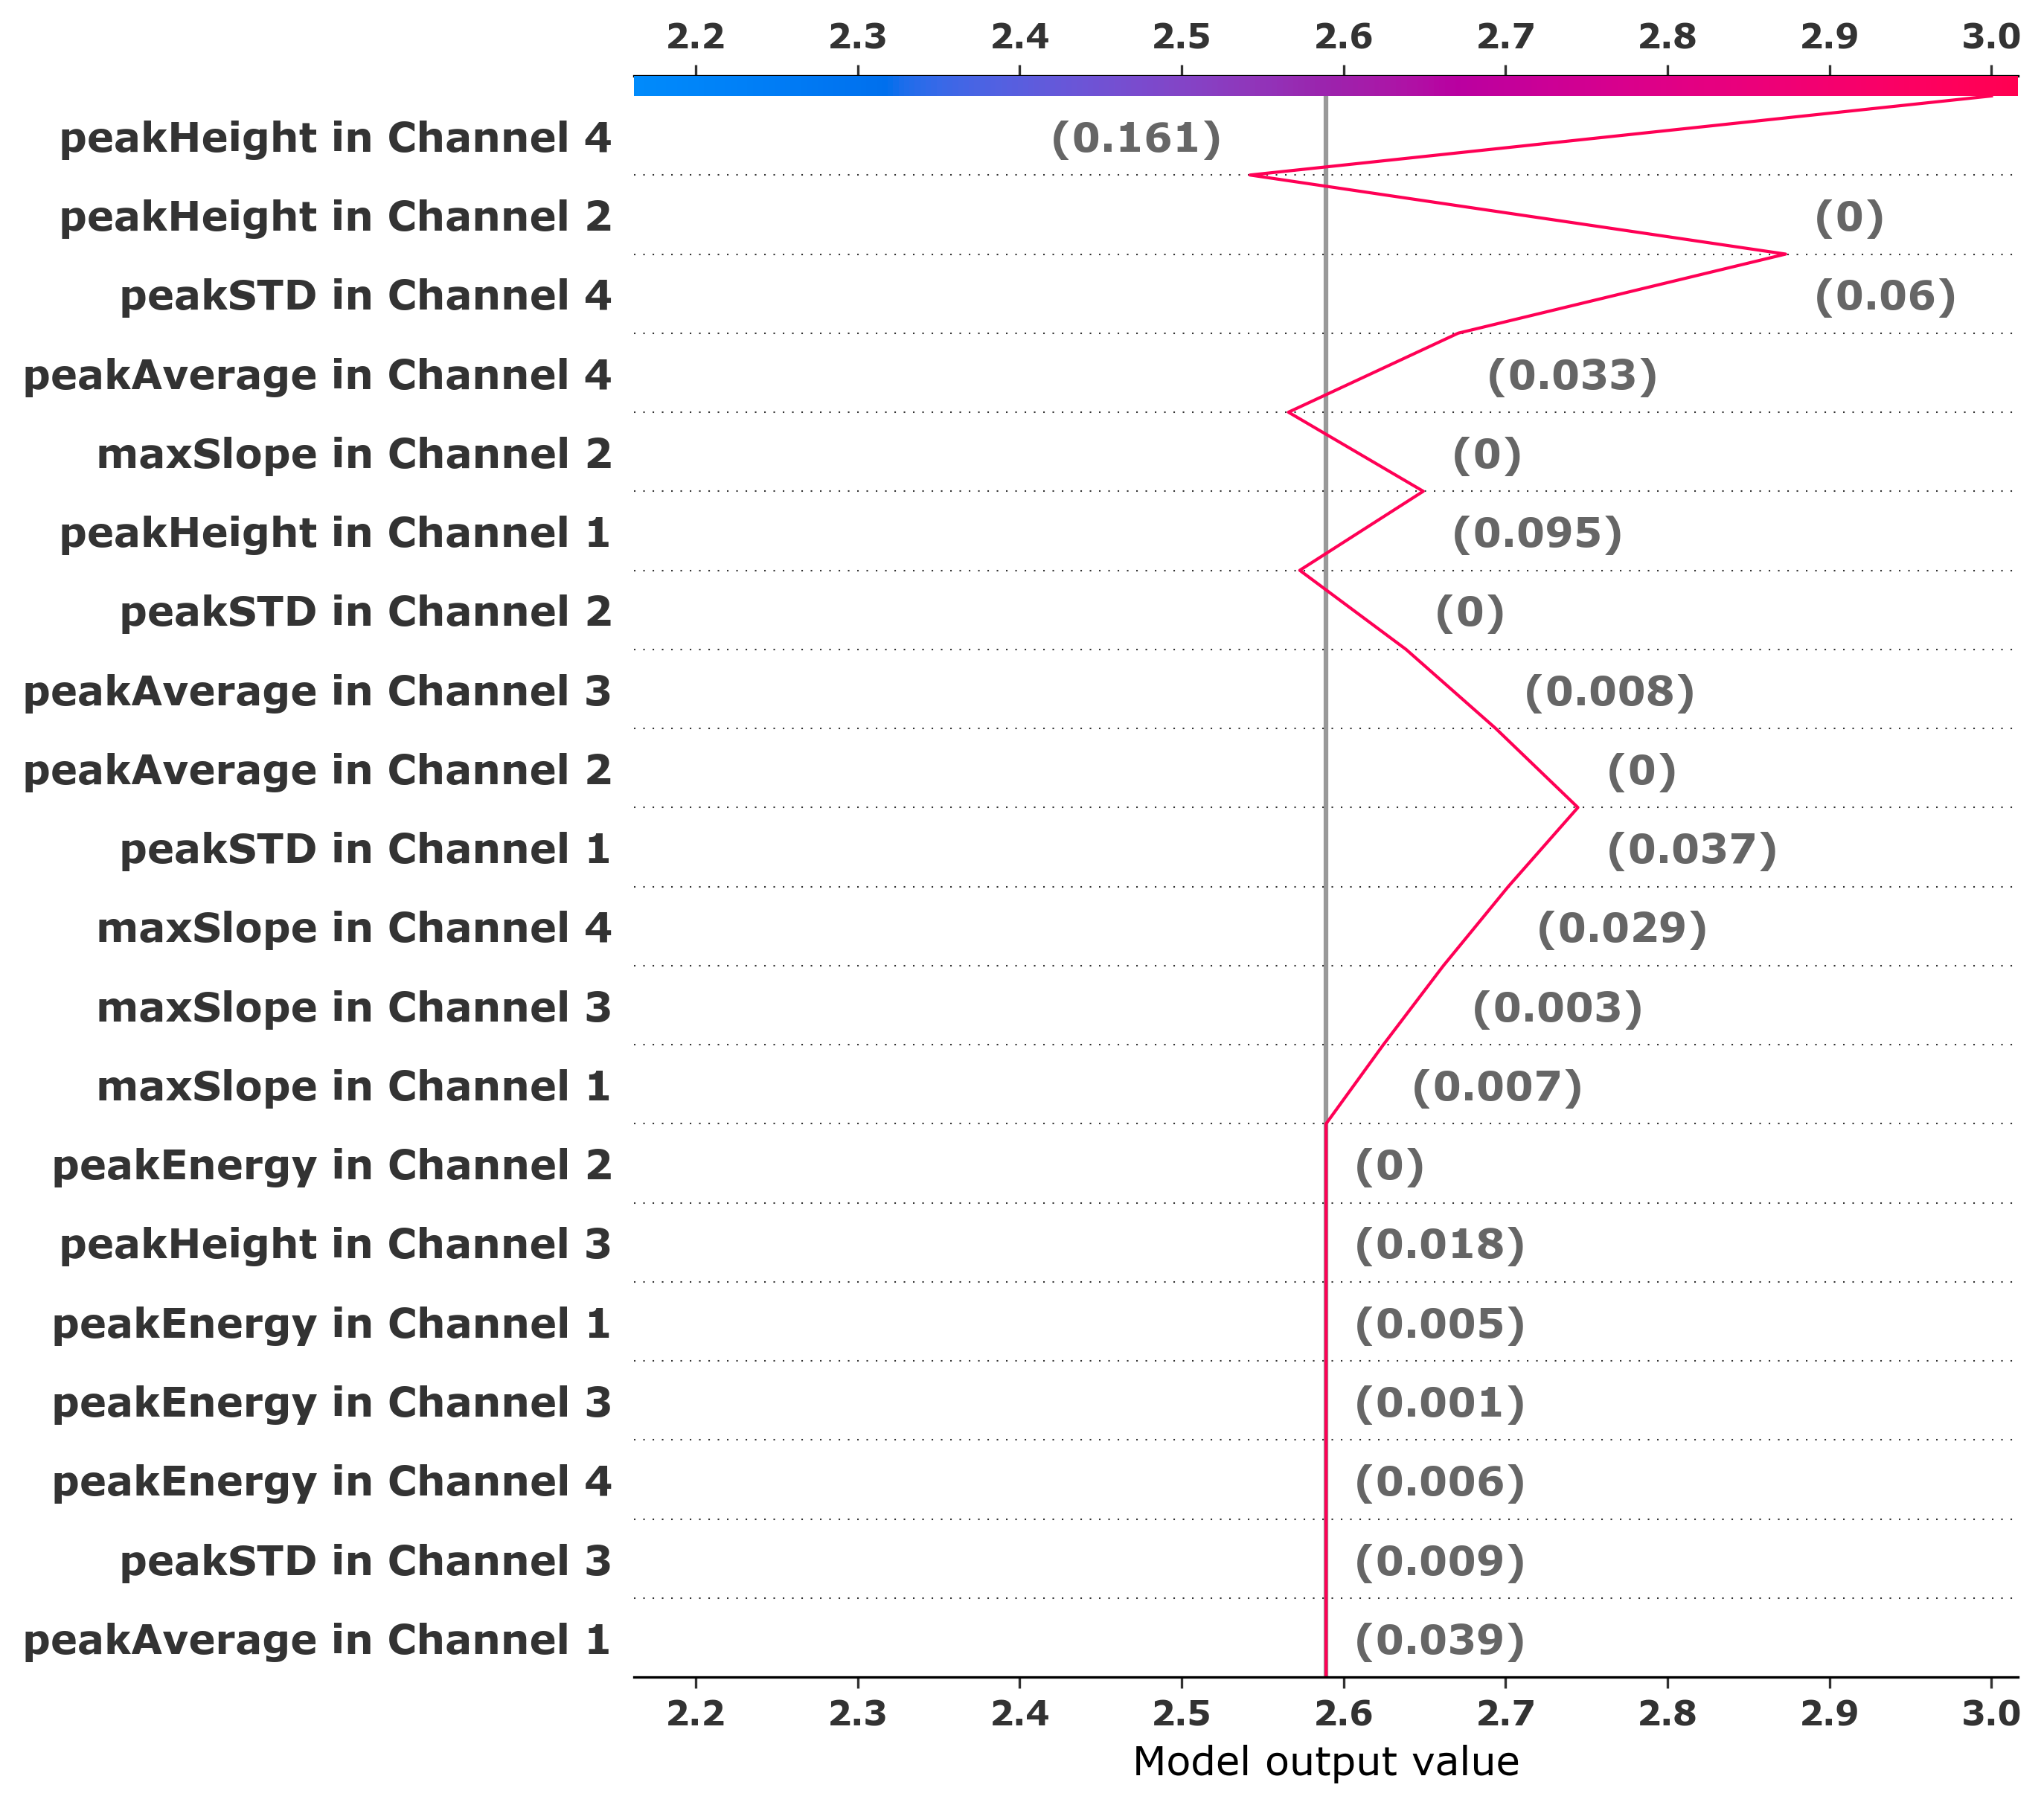 2.2 2.3 2.4 2.5 2.6 2.7 2.8 2.9 3.0
peakHeight in Channel 4 (0.161)
peakHeight in Channel 2 (0)
peakSTD in Channel 4 (0.06)
peakAverage in Channel 4 (0.033)
maxSlope in Channel 2 (0)
peakHeight in Channel 1 (0.095)
peakSTD in Channel 2 (0)
peakAverage in Channel 3 (0.008)
peakAverage in Channel 2 (0)
peakSTD in Channel 1 (0.037)
maxSlope in Channel 4 (0.029)
maxSlope in Channel 3 (0.003)
maxSlope in Channel 1 (0.007)
peakEnergy in Channel 2 (0)
peakHeight in Channel 3 (0.018)
peakEnergy in Channel 1 (0.005)
peakEnergy in Channel 3 (0.001)
peakEnergy in Channel 4 (0.006)
peakSTD in Channel 3 (0.009)
peakAverage in Channel 1 (0.039)
2.2 2.3 2.4 2.5 2.6 2.7 2.8 2.9 3.0
Model output value